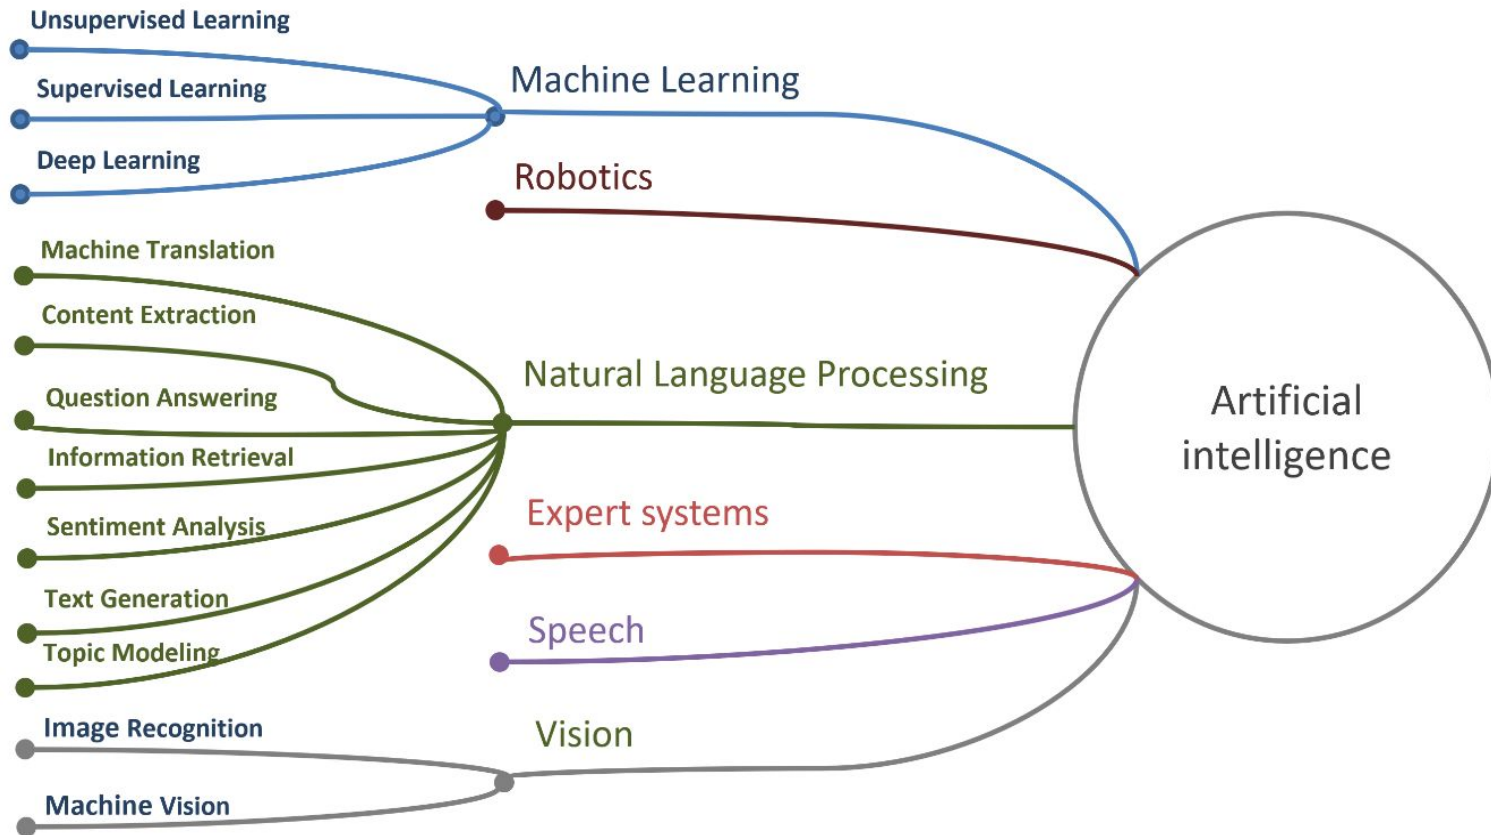 Unsupervised Learning
Supervised Learning
Deep Learning
Machine Learning
Robotics
Machine Translation
Content Extraction
Question Answering
Information Retrieval
Sentiment Analysis
Text Generation
Topic Modeling
Natural Language Processing
Expert systems
Speech
Image Recognition
Machine Vision
Vision
Artificial
intelligence